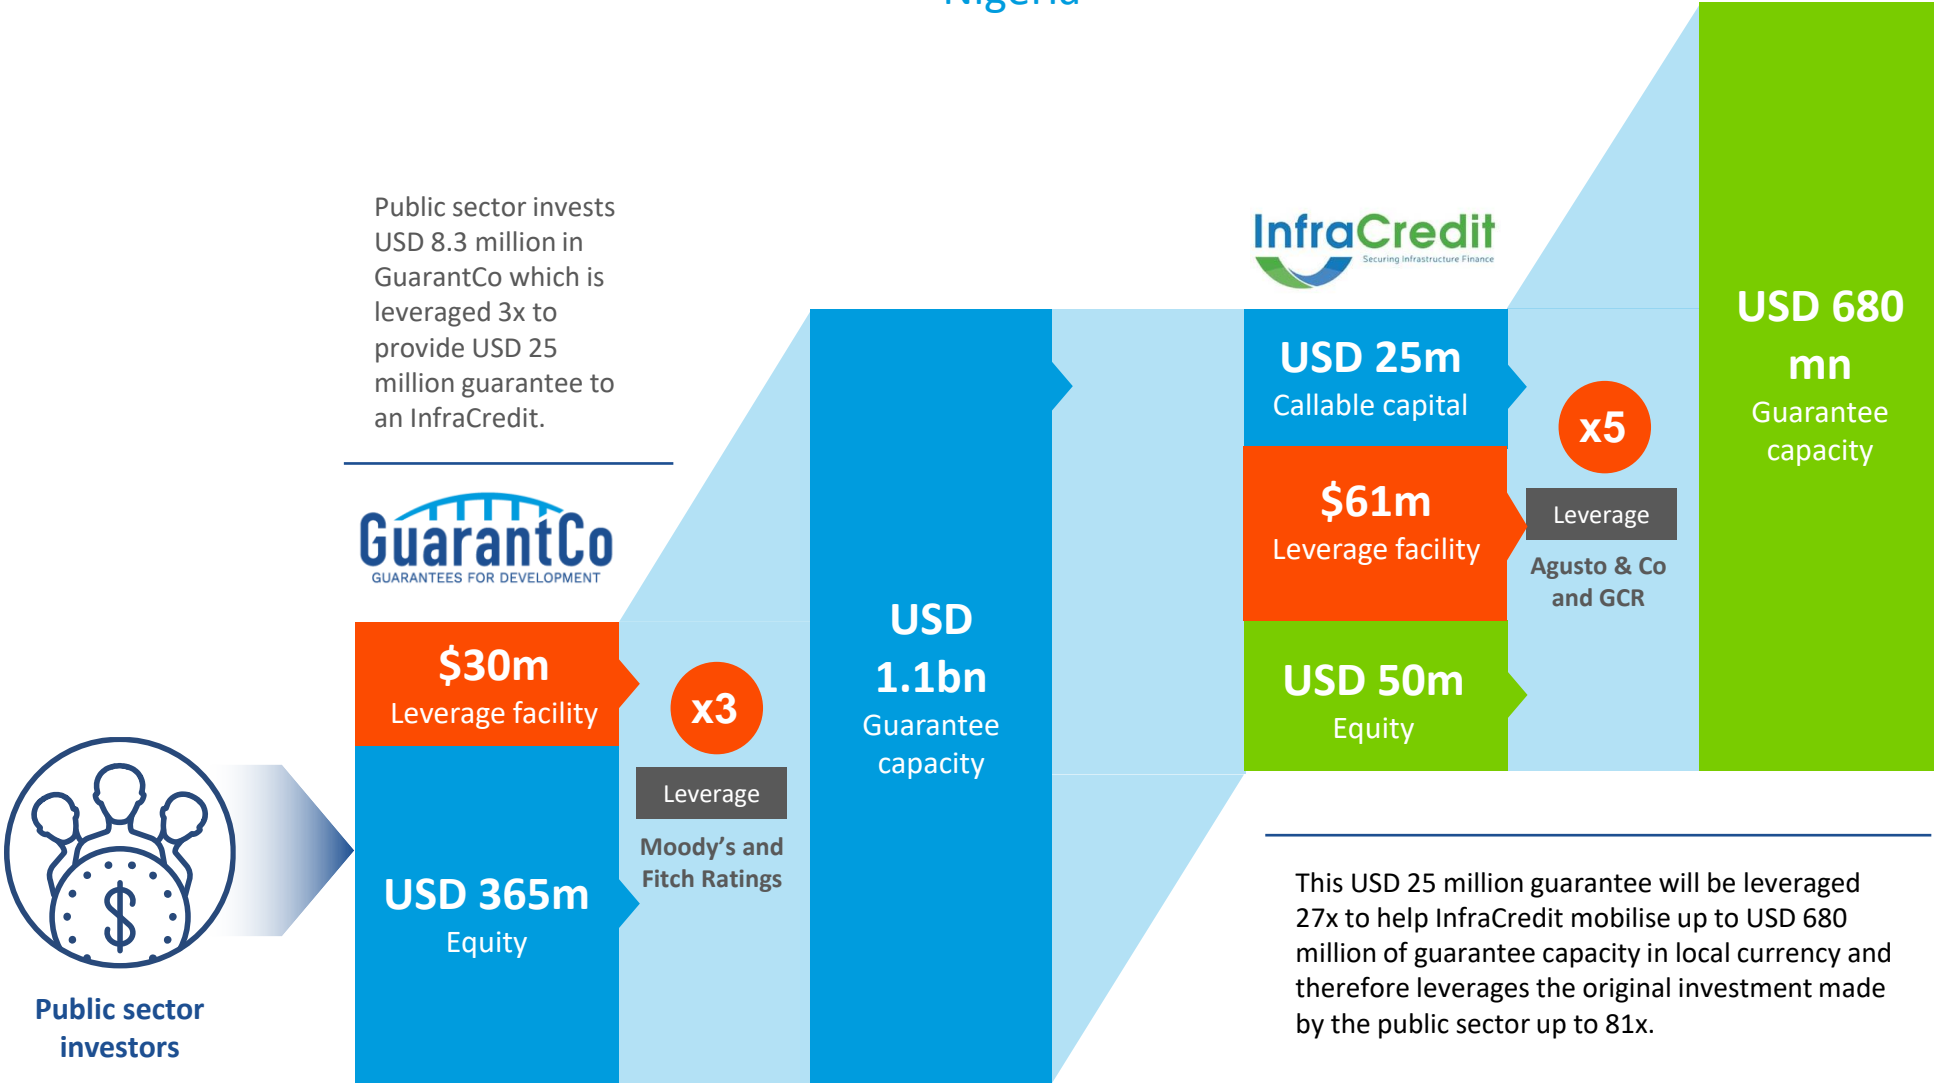 Nigeria
Public sector invests
USD 8.3 million in
GuarantCo which is
leveraged 3x to
provide USD 25
million guarantee to
an InfraCredit.
GuarantCo
GUARANTEES FOR DEVELOPMENT
$30m
Leverage facility
USD 365m
Equity
Public sector
investors
x3
Leverage
Moody's and
Fitch Ratings
USD
1.1bn
Guarantee
capacity
InfraCredit
Securing Infrastructure Finance
USD 25m
Callable capital
$61m
Leverage facility
USD 50m
Equity
x5
Leverage
Agusto & Co
and GCR
USD 680
mn
Guarantee
capacity
This USD 25 million guarantee will be leveraged
27x to help InfraCredit mobilise up to USD 680
million of guarantee capacity in local currency and
therefore leverages the original investment made
by the public sector up to 81x.